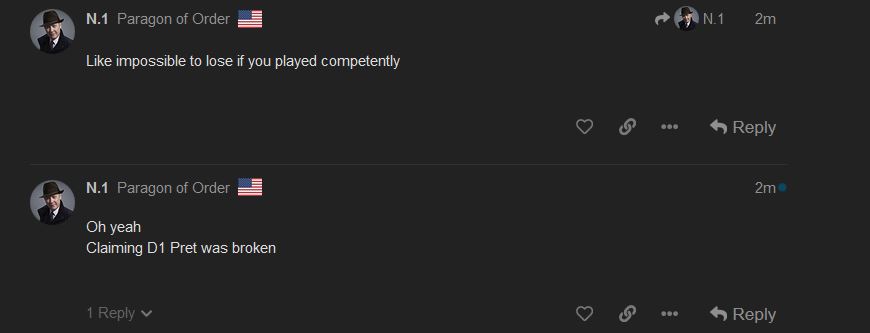 N.1 Paragon of Order N.1 2m
Like impossible to lose if you played competently
Reply
N.1 Paragon of Order 2m
Oh yeah
Claiming D1 Pret was broken
1 Reply Reply